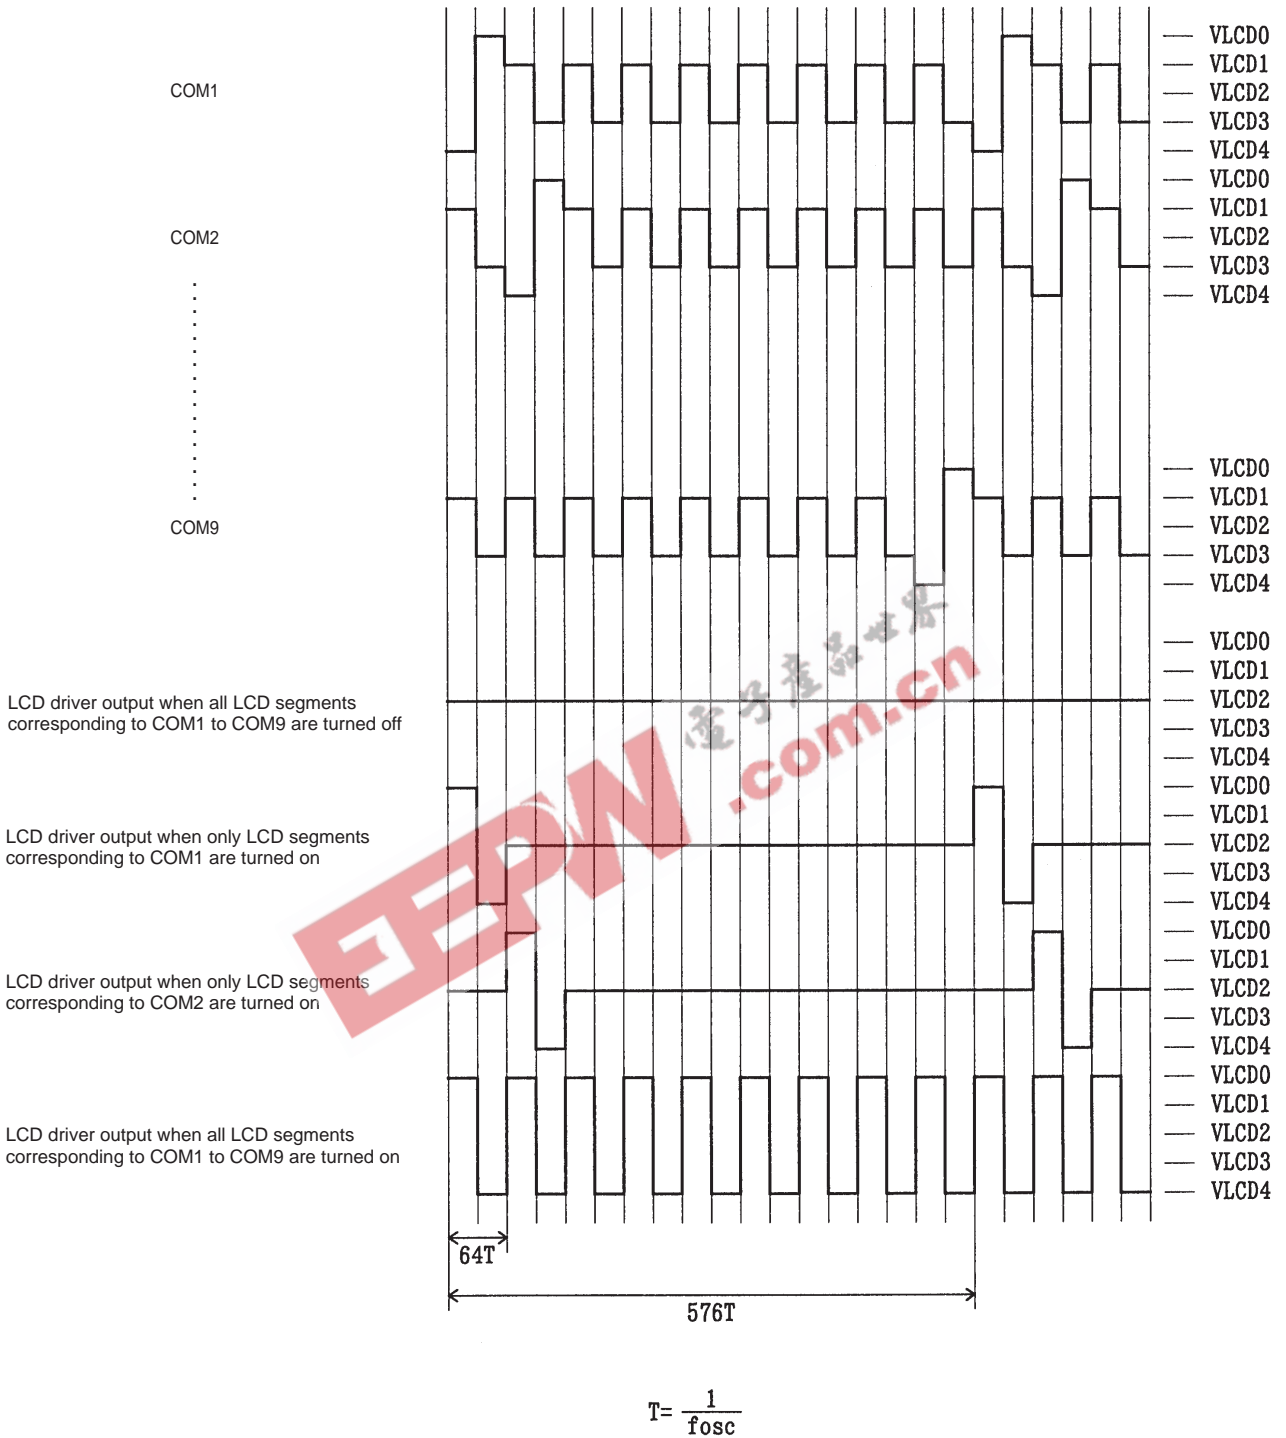 COM1
VLCD0
VLCD1
VLCD2
VLCD3
VLCD4
COM2
VLCD0
VLCD1
VLCD2
VLCD3
VLCD4
COM9
VLCD0
VLCD1
VLCD2
VLCD3
VLCD4
LCD driver output when all LCD segments
corresponding to COM1 to COM9 are turned off
VLCD0
VLCD1
VLCD2
VLCD3
VLCD4
LCD driver output when only LCD segments
corresponding to COM1 are turned on
VLCD0
VLCD1
VLCD2
VLCD3
VLCD4
LCD driver output when only LCD segments
corresponding to COM2 are turned on
VLCD0
VLCD1
VLCD2
VLCD3
VLCD4
LCD driver output when all LCD segments
corresponding to COM1 to COM9 are turned on
VLCD0
VLCD1
VLCD2
VLCD3
VLCD4
EEPW
.com.cn
電子產品世界
64T
576T
T= 1/fosc